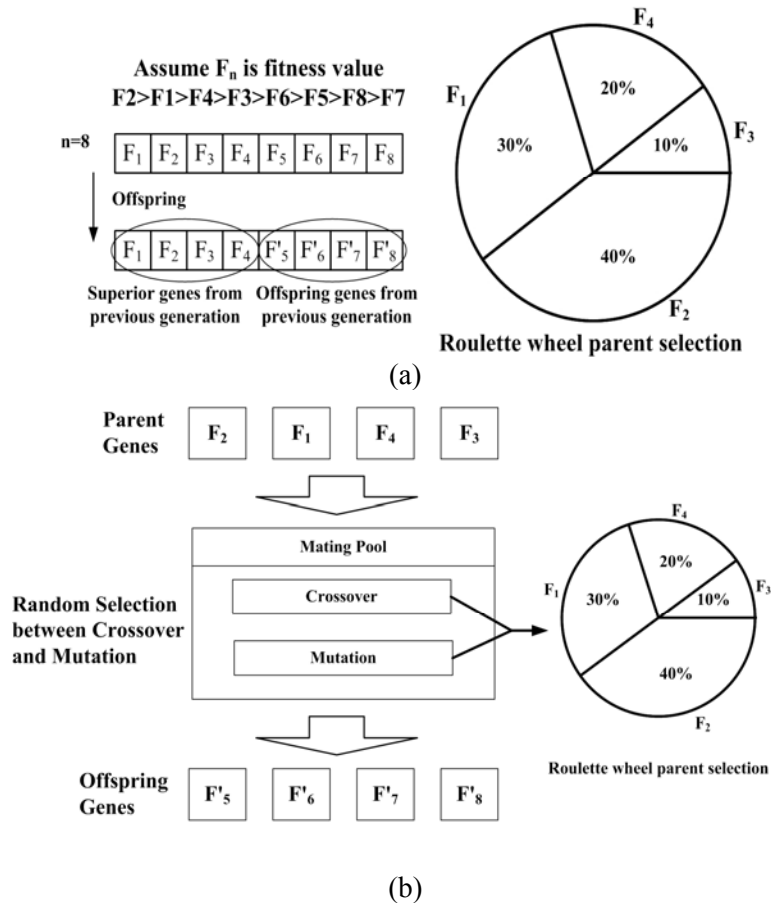 Assume Fn is fitness value
F2>F1>F4>F3>F6>F5>F8>F7
n=8
F1 F2 F3 F4 F5 F6 F7 F8
Offspring
F1 F2 F3 F4 F'5 F'6 F'7 F'8
Superior genes from
previous generation
Offspring genes from
previous generation
F4
F1
20%
F3
30%
10%
40%
F2
Roulette wheel parent selection
(a)
Parent
Genes
F2 F1 F4 F3
Mating Pool
Crossover
Mutation
Random Selection
between Crossover
and Mutation
F4
20%
F1
F3
30%
10%
40%
F2
Roulette wheel parent selection
Offspring
Genes
F'5 F'6 F'7 F'8
(b)